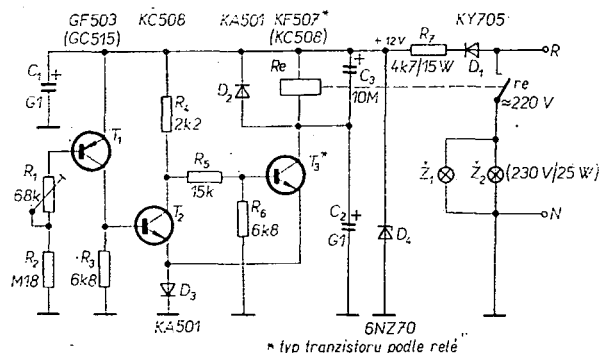 GF503 KC508 KA501 KF507* KY705
(GC515) (KC508)
+12V
R7
4k7/15W
D1
R
C1
G1
D2
Re
C3
10M
re
≈220 V
R4
2k2
T1
R5
15k
T3*
Ž1
Ž2 (230 V/25 W)
R1
68k
T2
R6
6k8
C2
G1
D4
N
R2
M18
R3
6k8
D3
KA501
6NZ70
* typ tranzistoru podle relé"